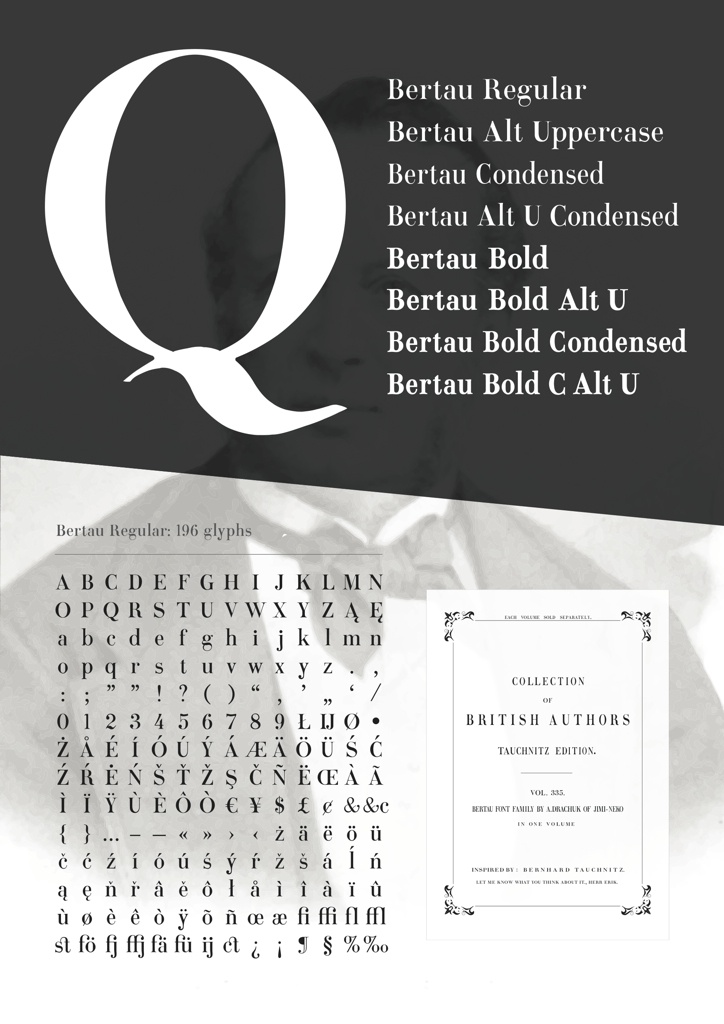 Q
Bertau Regular
Bertau Alt Uppercase
Bertau Condensed
Bertau Alt U Condensed
Bertau Bold
Bertau Bold Alt U
Bertau Bold Condensed
Bertau Bold C Alt U
Bertau Regular: 196 glyphs
A B C D E F G H I J K L M N
O P Q R S T U V W X Y Z Ą Ę
a b c d e f g h i j k l m n
o p q r s t u v w x y z . ,
: ; ” ” ! ? ( ) “ ‚ ’ „ ‘ /
0 1 2 3 4 5 6 7 8 9 Ł IJ Ø •
Ż Å É Í Ó Ú Ý Á Æ Ä Ö Ü Ś Ć
Ź Ŕ Ė Ń Š Ť Ž Ş Č Ñ Ë Œ À Ã
Ì Ï Ÿ Ù È Ô Ò € ¥ $ £ ¢ & &c
{ } ... – – « » › ‹ ż ä ë ö ü
č ć ź í ó ú ś ý ŕ ž š á Í ń
ą ę ň ř â ě ô ł å ì î à ï û
ù ø è ê ò ÿ õ ñ œ æ fi ffi fl ffl
st fö fj ffj fä fü ij ct ¿ ¡ ¶ § % ‰
EACH VOLUME SOLD SEPARATELY.
COLLECTION
OF
BRITISH AUTHORS
TAUCHNITZ EDITION.
VOL. 335.
BERTAU FONT FAMILY BY A.DRACHUK OF JIMI-NEKO
IN ONE VOLUME
INSPIRED BY: BERNHARD TAUCHNITZ.
LET ME KNOW WHAT YOU THINK ABOUT IT., HERR ERIK.